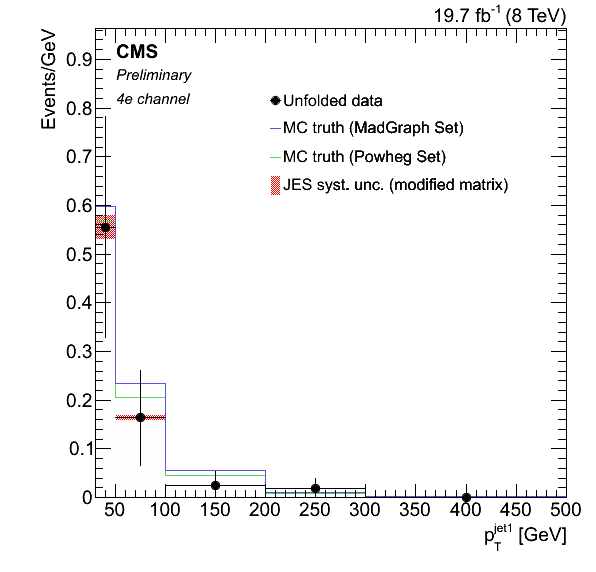 19.7 fb⁻¹ (8 TeV)
Events/GeV
CMS
Preliminary
4e channel
Unfolded data
MC truth (MadGraph Set)
MC truth (Powheg Set)
JES syst. unc. (modified matrix)
0.9
0.8
0.7
0.6
0.5
0.4
0.3
0.2
0.1
0
50 100 150 200 250 300 350 400 450 500
p_T^jet1 [GeV]